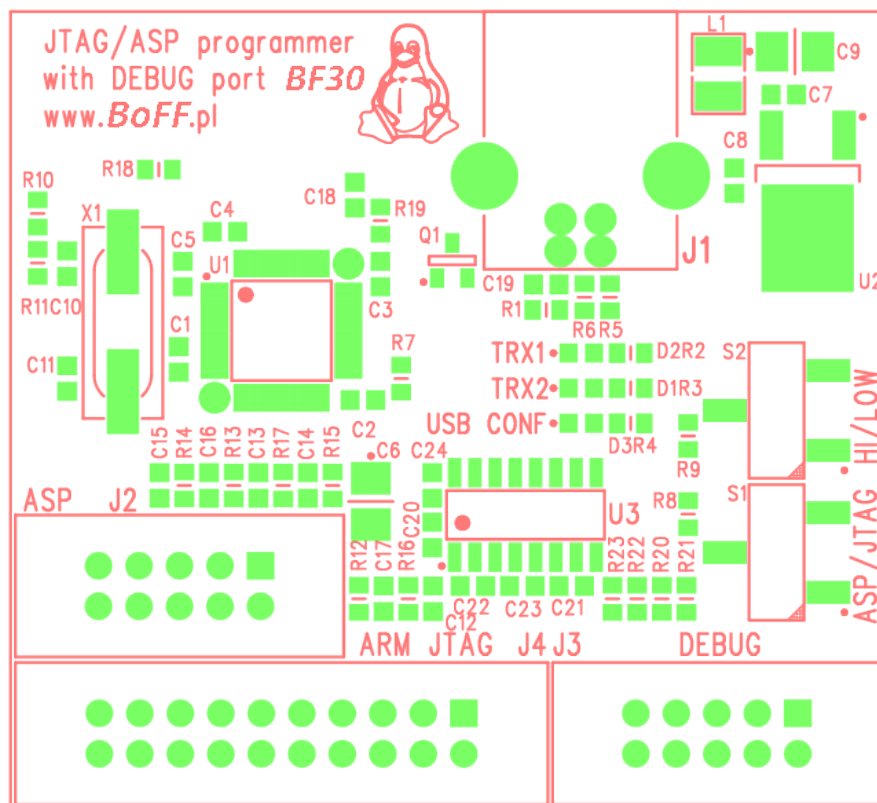 JTAG/ASP programmer
with DEBUG port BF30
www.BoFF.pl
L1
C9
C7
C8
R18
R10
C18
R19
X1
C4
Q1
J1
C5
U1
U2
R11
C10
C3
C19
R1
R6
R5
C1
R7
TRX1
D2R2
S2
C11
TRX2
D1R3
HI/LOW
USB CONF
D3R4
C2
C15
R14
C16
R13
C13
R17
C14
R15
C6
C24
R9
ASP
J2
C20
U3
R8
S1
R12
C17
R16
R23
R22
R20
R21
ASP/JTAG
C22
C23
C21
C12
ARM JTAG
J4
J3
DEBUG